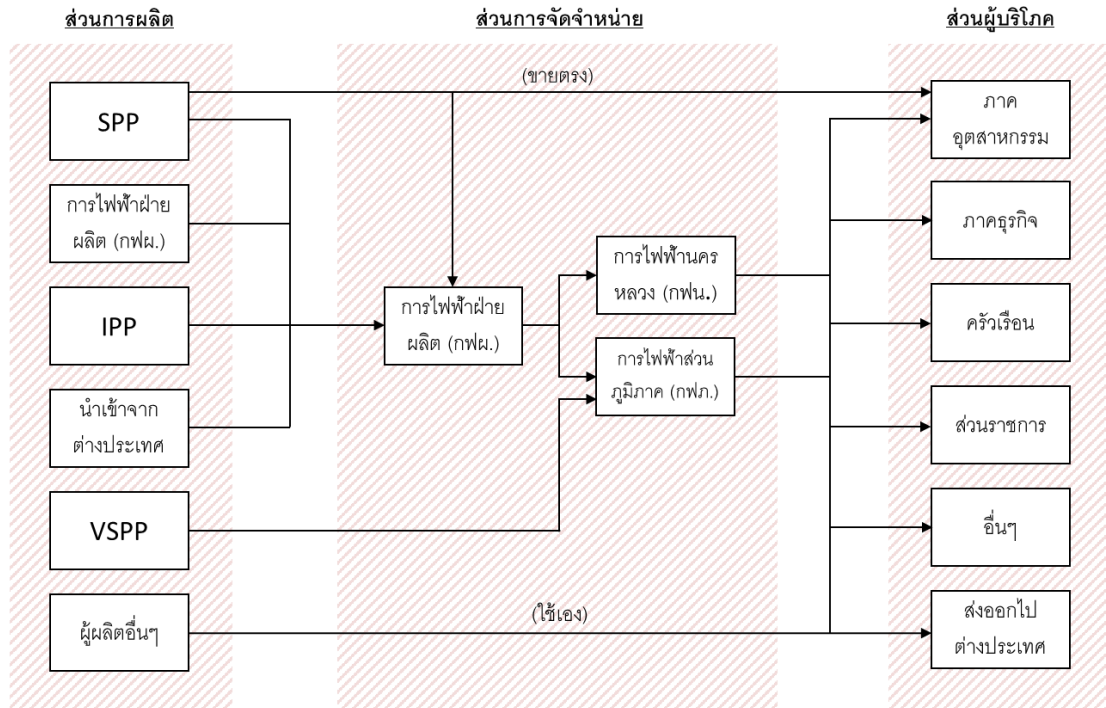 ส่วนการผลิต
ส่วนการจัดจำหน่าย
ส่วนผู้บริโภค
SPP
การไฟฟ้าฝ่าย
ผลิต (กฟผ.)
IPP
นำเข้าจาก
ต่างประเทศ
VSPP
ผู้ผลิตอื่นๆ
(ขายตรง)
การไฟฟ้าฝ่าย
ผลิต (กฟผ.)
การไฟฟ้านคร
หลวง (กฟน.)
การไฟฟ้าส่วน
ภูมิภาค (กฟภ.)
(ใช้เอง)
ภาค
อุตสาหกรรม
ภาคธุรกิจ
ครัวเรือน
ส่วนราชการ
อื่นๆ
ส่งออกไป
ต่างประเทศ